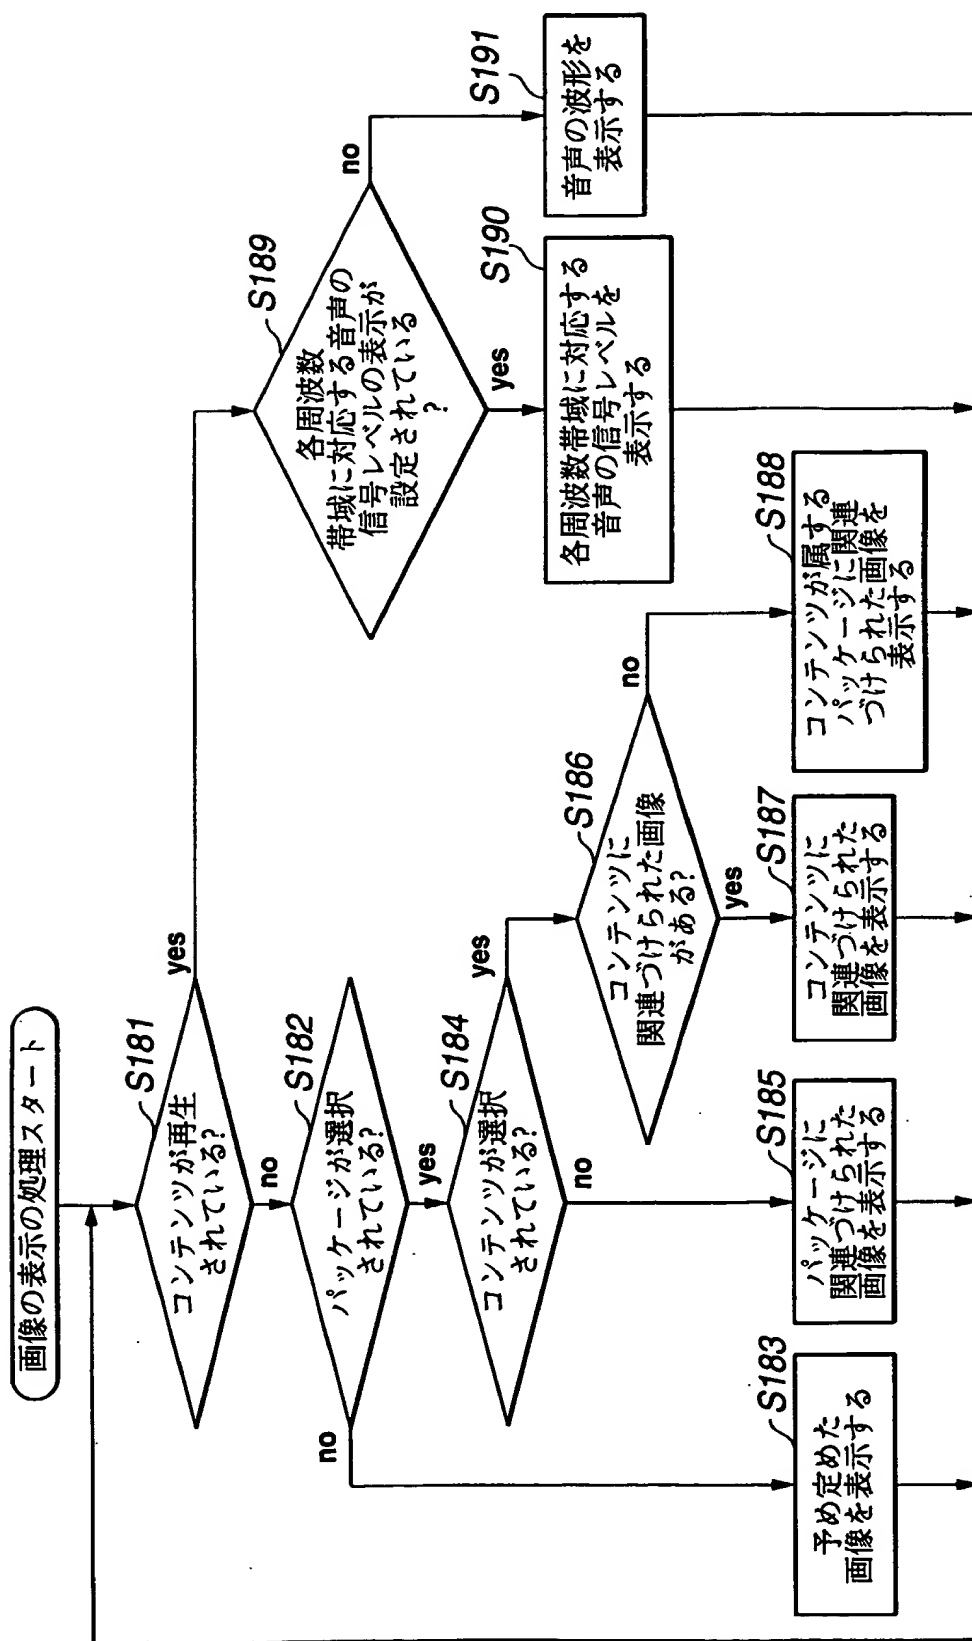 画像の表示の処理スタート
S181
コンテンツが再生
されている?
yes
no
S182
パッケージが選択
されている?
no
yes
S184
コンテンツが選択
されている?
yes
no
S183
予め定めた
画像を表示する
S185
パッケージに
関連づけられた
画像を表示する
S186
コンテンツに
関連づけられた画像
がある?
no
yes
S187
コンテンツに
関連づけられた
画像を表示する
S188
コンテンツが属する
パッケージに関連
づけられた画像を
表示する
S189
各周波数
帯域に対応する音声の
信号レベルの表示が
設定されている
?
no
yes
S190
各周波数帯域に対応する
音声の信号レベルを
表示する
S191
音声の波形を
表示する